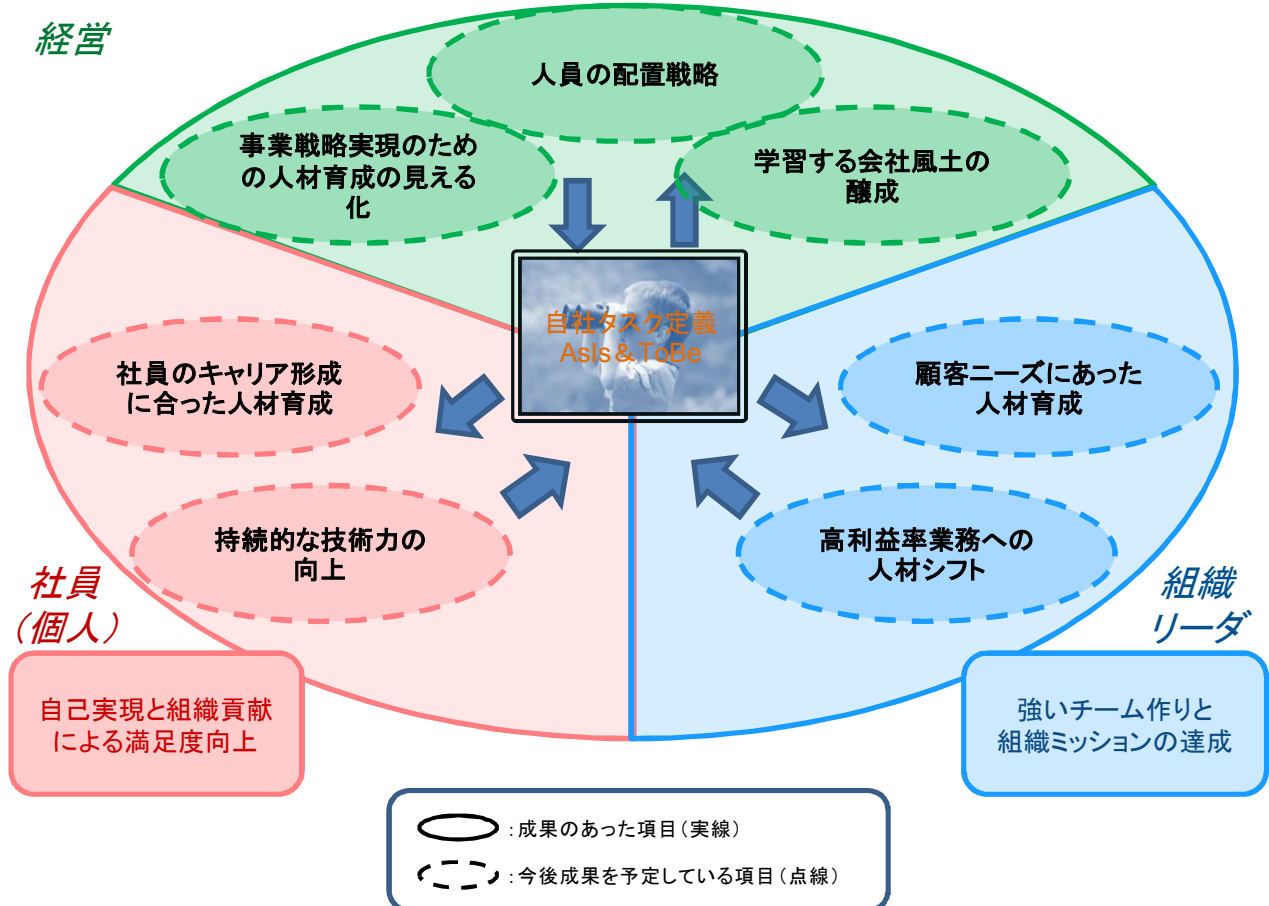 経営
人員の配置戦略
事業戦略実現のため
の人材育成の見える
化
学習する会社風土の
醸成
自社タスク定義
AsIs＆ToBe
社員のキャリア形成
に合った人材育成
顧客ニーズにあった
人材育成
持続的な技術力の
向上
高利益率業務への
人材シフト
社員
（個人）
組織
リーダ
自己実現と組織貢献
による満足度向上
強いチーム作りと
組織ミッションの達成
：成果のあった項目（実線）
：今後成果を予定している項目（点線）